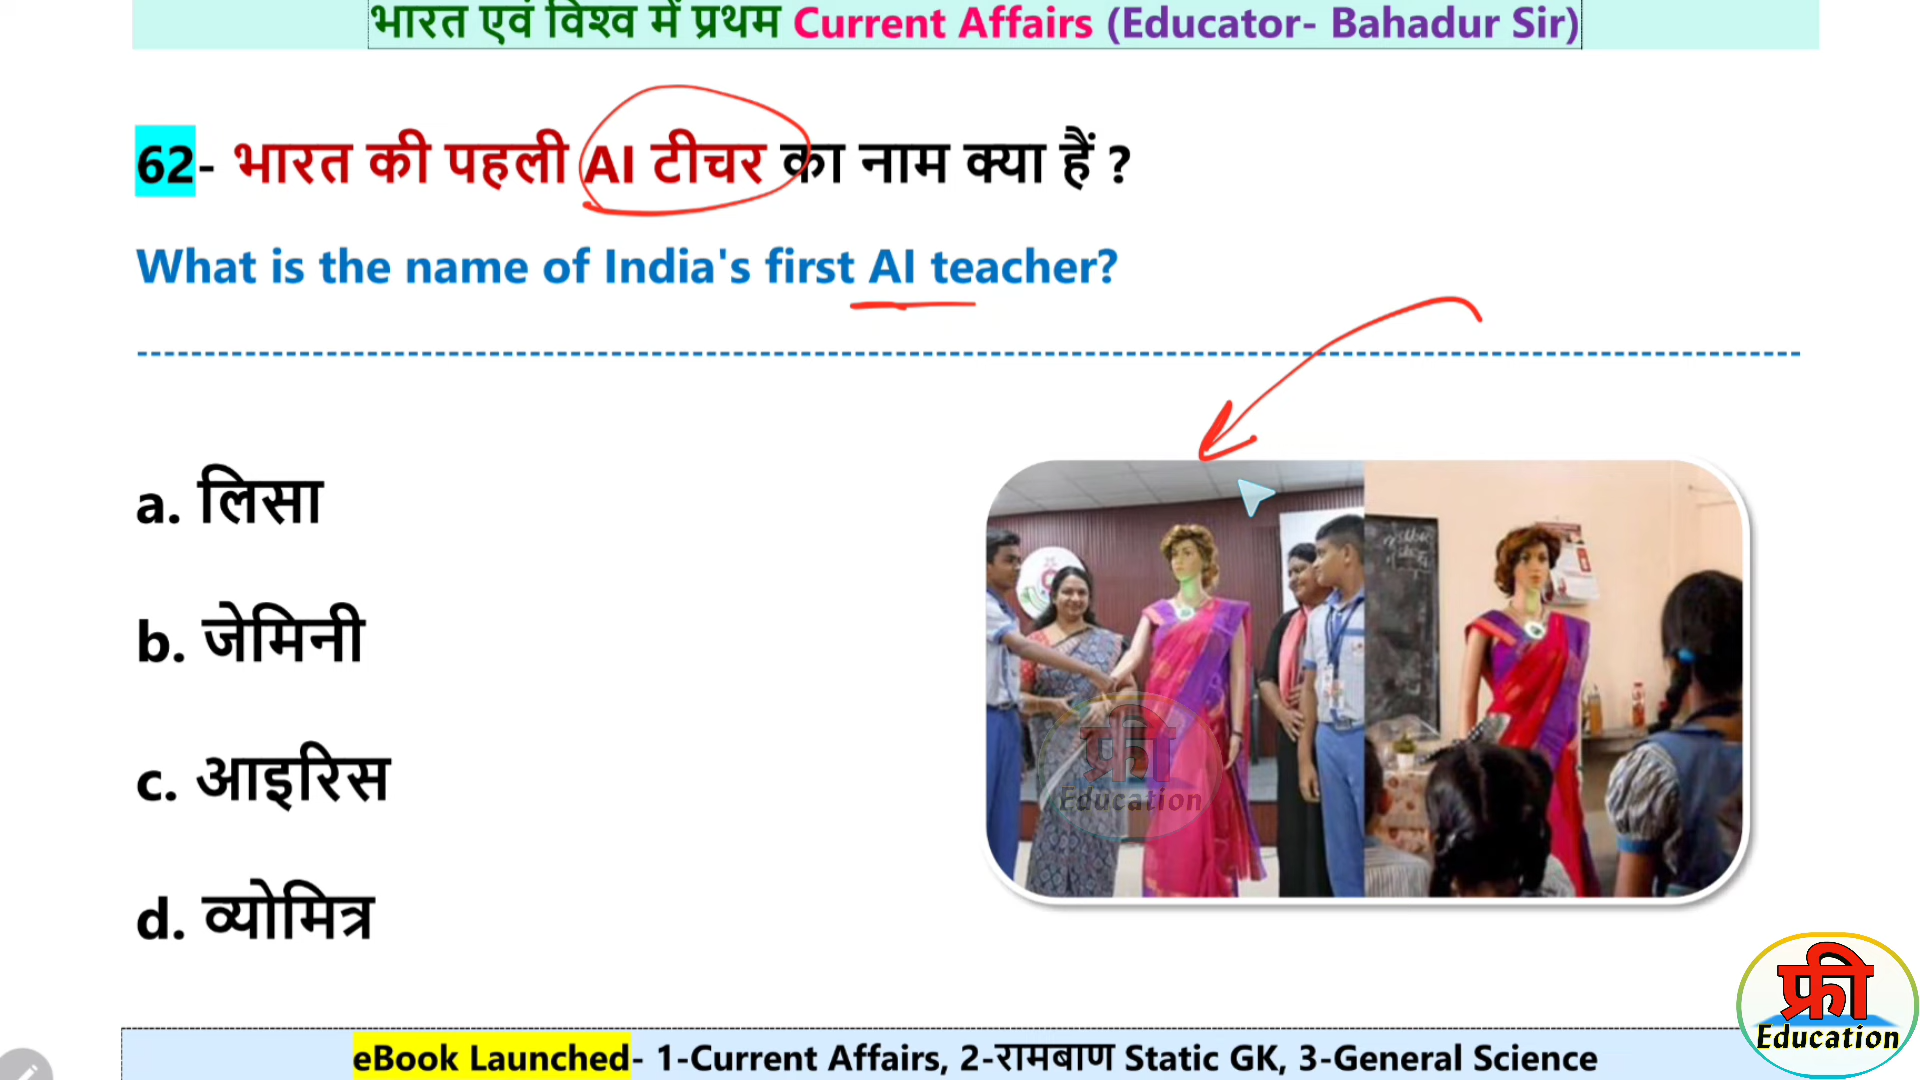 भारत एवं विश्व में प्रथम Current Affairs (Educator- Bahadur Sir)
62- भारत की पहली AI टीचर का नाम क्या हैं ?
What is the name of India's first AI teacher?
a. लिसा
b. जेमिनी
c. आइरिस
d. व्योमित्र
फ्री
Education
फ्री
Education
eBook Launched- 1-Current Affairs, 2-रामबाण Static GK, 3-General Science